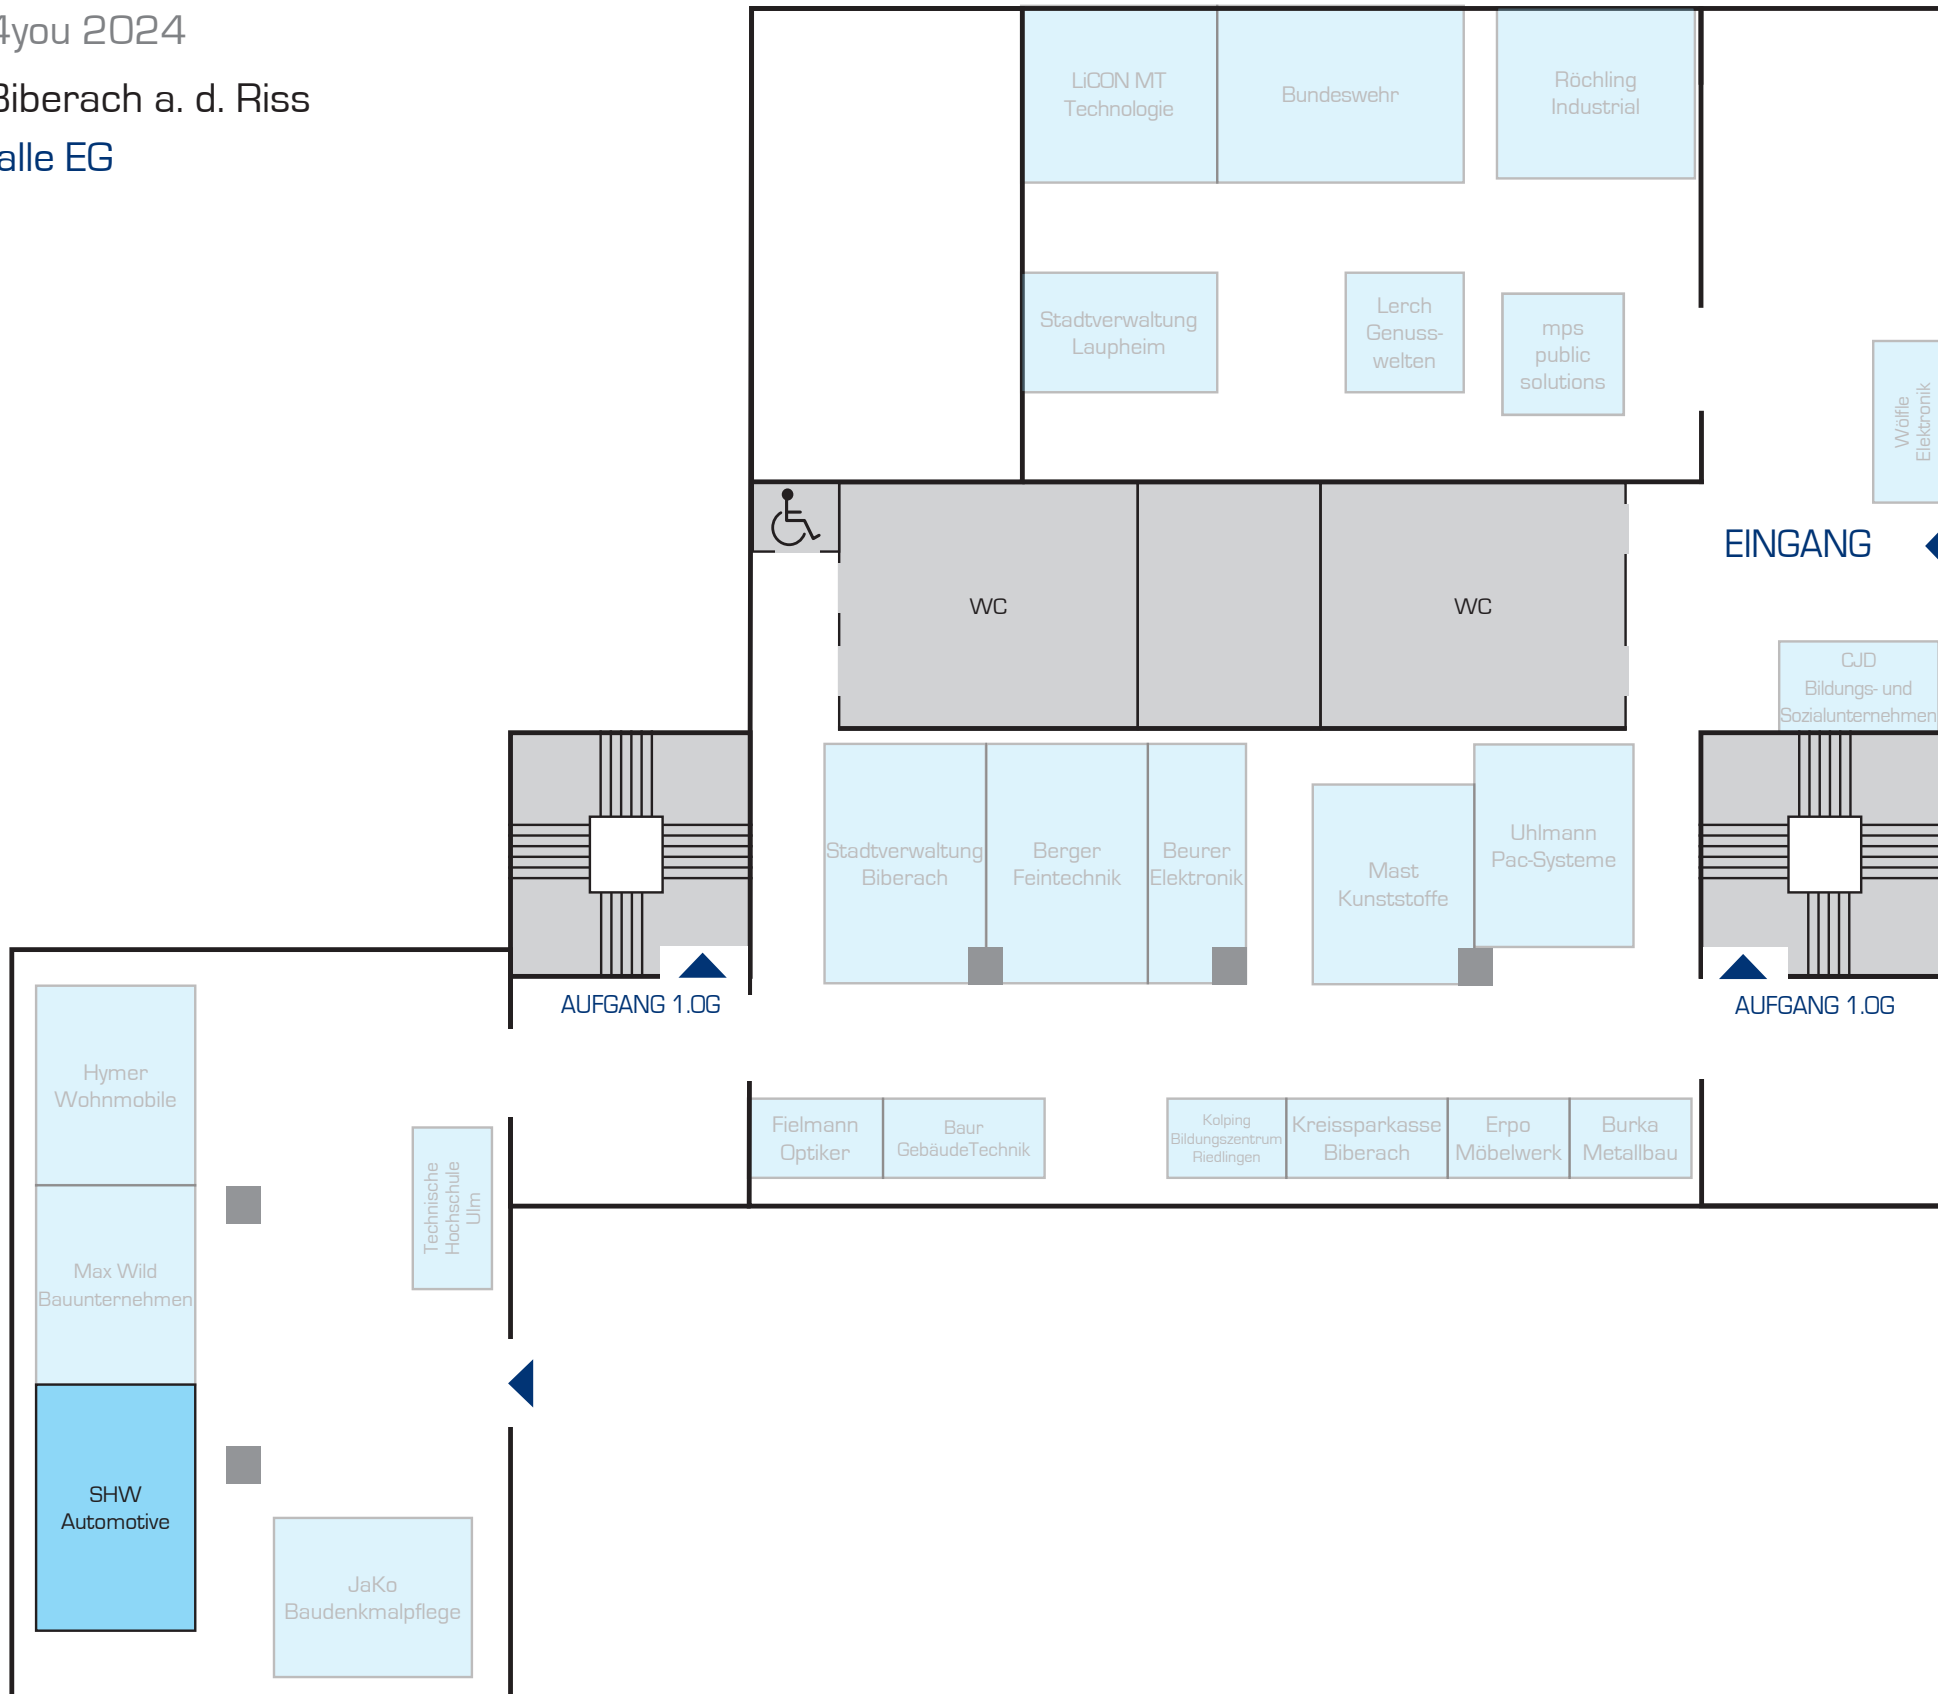 4you 2024
Biberach a. d. Riss
alle EG
LiCON MT
Technologie
Bundeswehr
Röchling
Industrial
Stadtverwaltung
Laupheim
Lerch
Genuss-
welten
mps
public
solutions
Wölfle
Elektronik
EINGANG
WC
WC
CJD
Bildungs- und
Sozialunternehmen
Stadtverwaltung
Biberach
Berger
Feintechnik
Beurer
Elektronik
Mast
Kunststoffe
Uhlmann
Pac-Systeme
AUFGANG 1.OG
AUFGANG 1.OG
Hymer
Wohnmobile
Fielmann
Optiker
Baur
GebäudeTechnik
Kolping
Bildungszentrum
Riedlingen
Kreissparkasse
Biberach
Erpo
Möbelwerk
Burka
Metallbau
Technische
Hochschule
Ulm
Max Wild
Bauunternehmen
SHW
Automotive
JaKo
Baudenkmalpflege